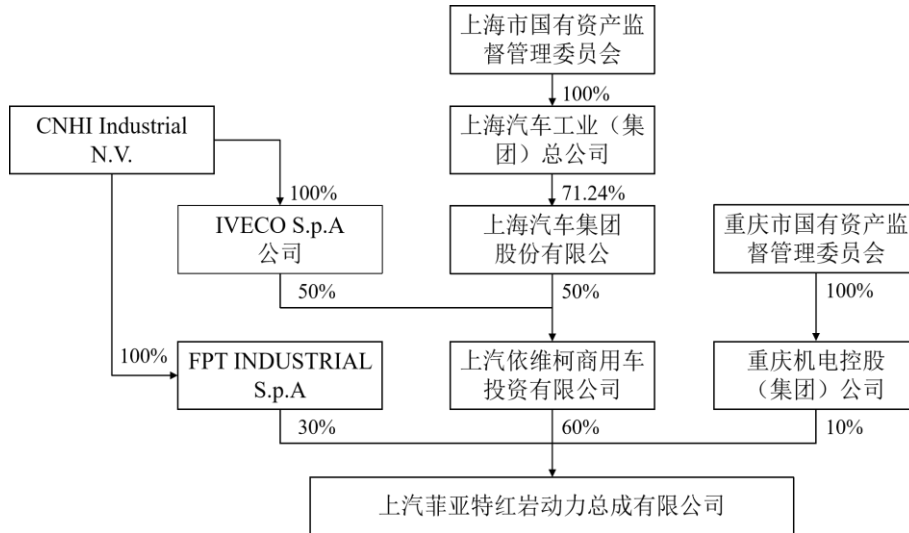 上海市国有资产监
督管理委员会
100%
CNHI Industrial
N.V.
上海汽车工业（集
团）总公司
100%
71.24%
IVECO S.p.A
公司
上海汽车集团
股份有限公
重庆市国有资产监
督管理委员会
50%
50%
100%
100%
FPT INDUSTRIAL
S.p.A
上汽依维柯商用车
投资有限公司
重庆机电控股
（集团）公司
30%
60%
10%
上汽菲亚特红岩动力总成有限公司